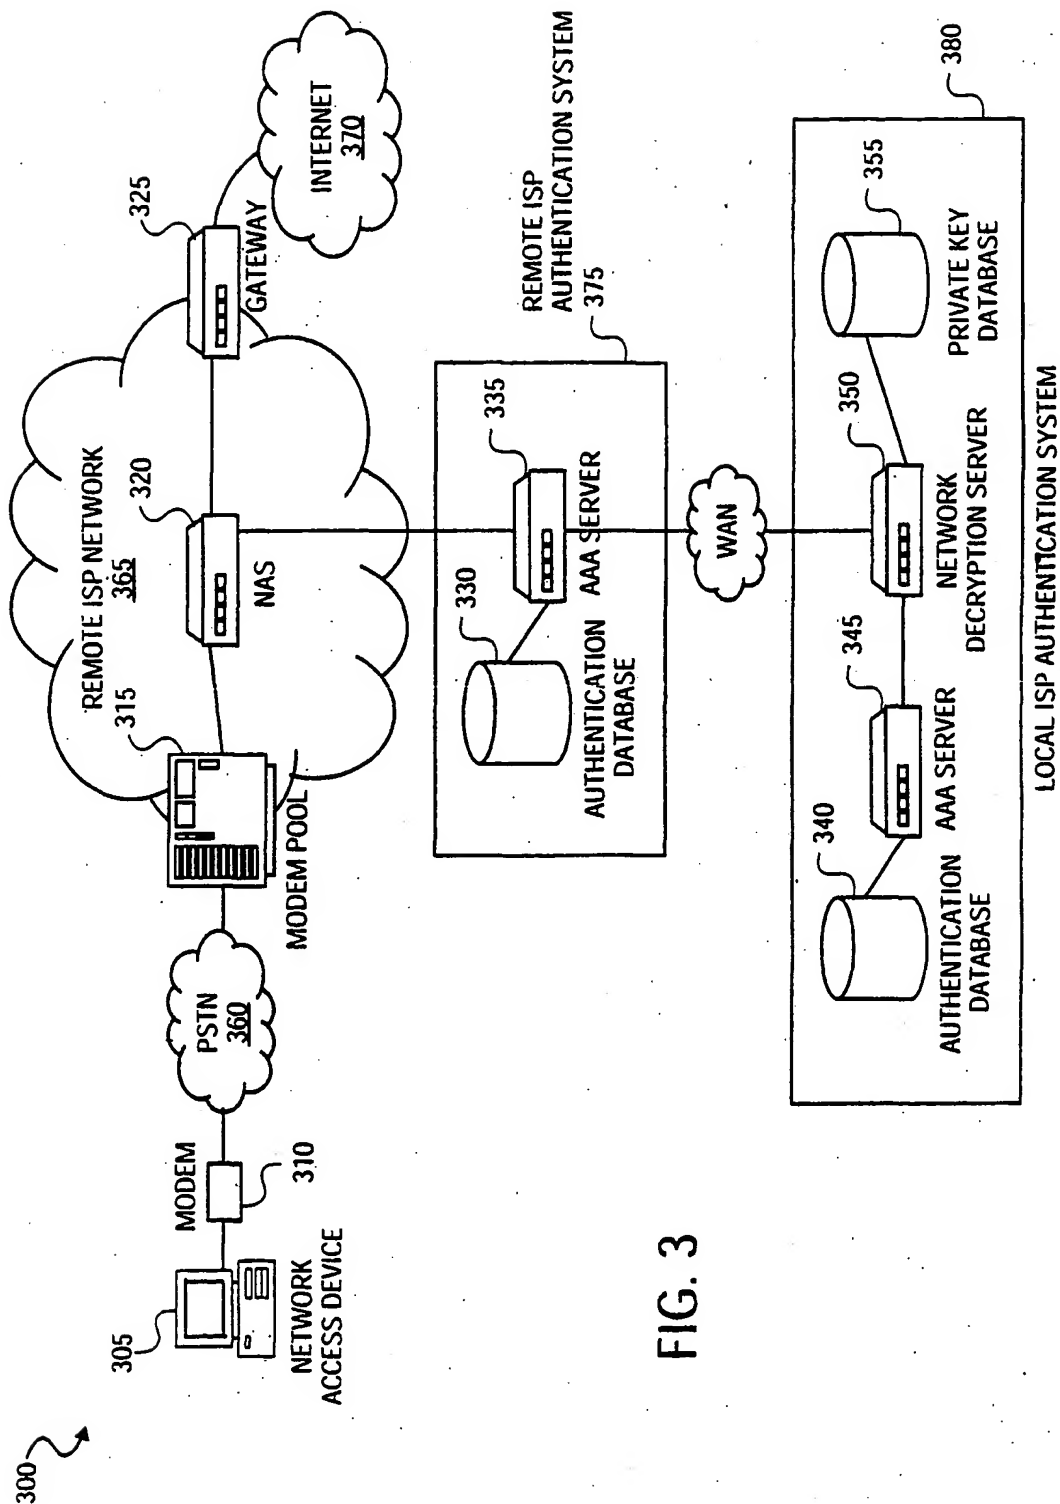 300
305
NETWORK
ACCESS DEVICE
MODEM
310
PSTN
360
MODEM POOL
315
REMOTE ISP NETWORK
365
320
NAS
325
GATEWAY
INTERNET
370
REMOTE ISP
AUTHENTICATION SYSTEM
375
330
AUTHENTICATION
DATABASE
335
AAA SERVER
WAN
340
AUTHENTICATION
DATABASE
345
AAA SERVER
350
NETWORK
DECRYPTION SERVER
355
PRIVATE KEY
DATABASE
380
LOCAL ISP AUTHENTICATION SYSTEM
FIG. 3